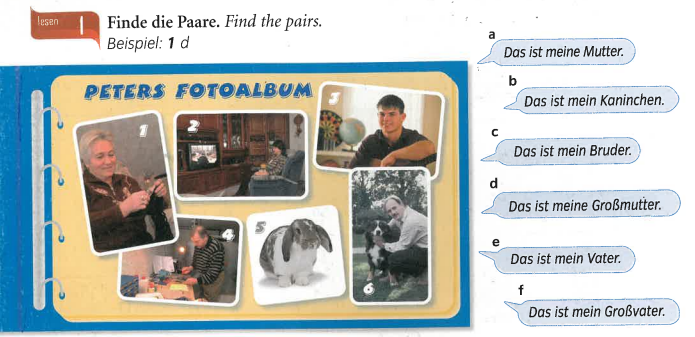 lesen 1 Finde die Paare. Find the pairs.
Beispiel: 1 d
PETERS FOTOALBUM
1
2
3
4
5
6
a
Das ist meine Mutter.
b
Das ist mein Kaninchen.
c
Das ist mein Bruder.
d
Das ist meine Großmutter.
e
Das ist mein Vater.
f
Das ist mein Großvater.